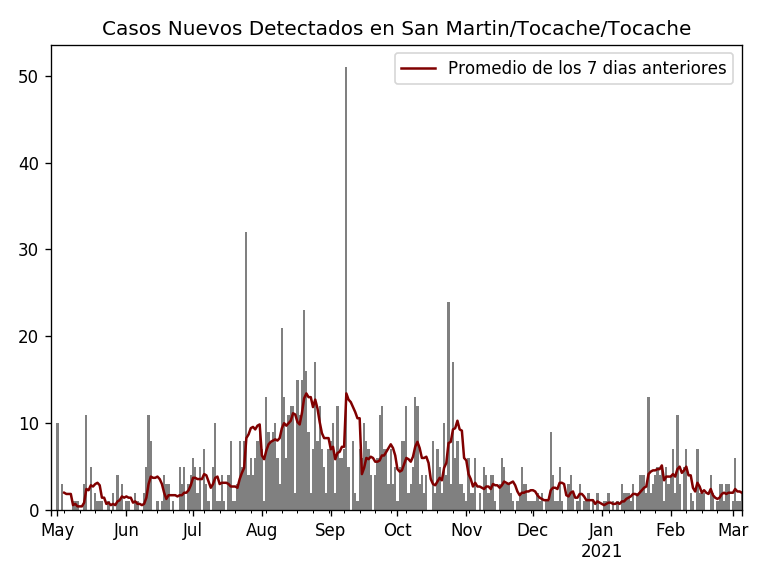 Casos Nuevos Detectados en San Martin/Tocache/Tocache
Promedio de los 7 dias anteriores
50
40
30
20
10
0
May Jun Jul Aug Sep Oct Nov Dec Jan Feb Mar
2021